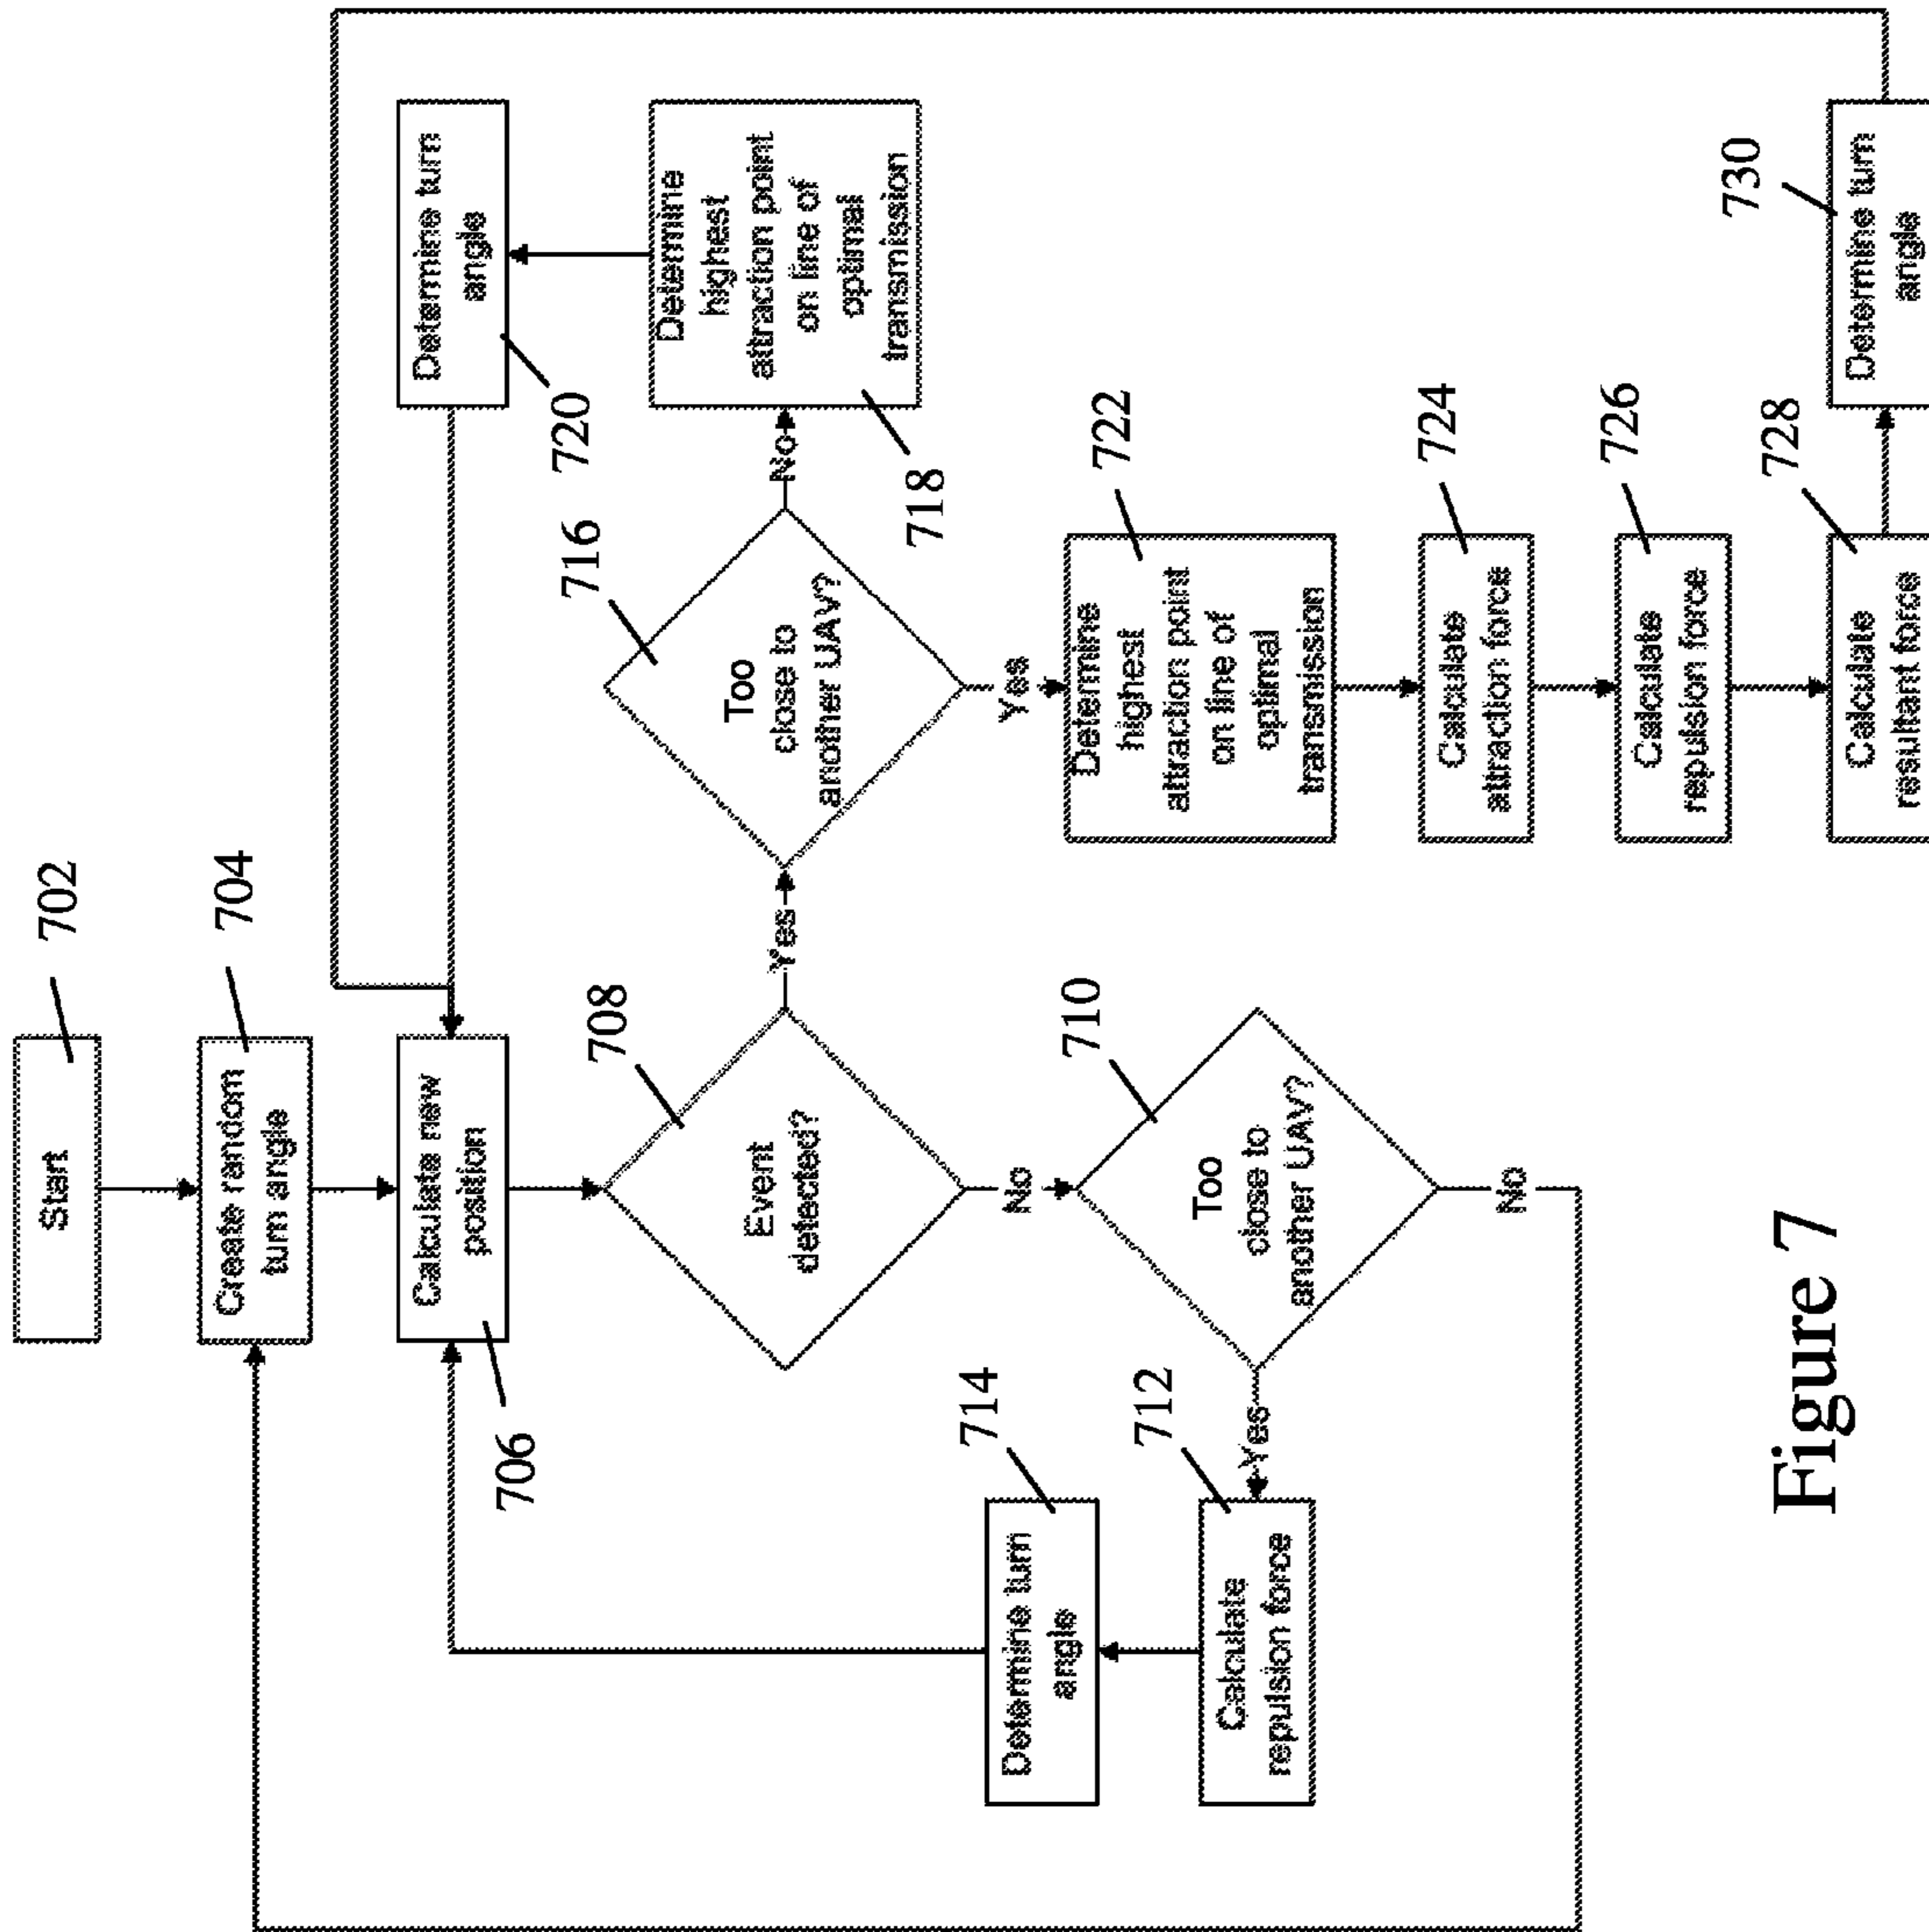 Start
702
Create random
turn angle
704
Calculate new
position
706
Event
detected?
708
Yes
No
Too
close to
another UAV?
710
Yes
No
Calculate
repulsion force
712
Determine turn
angle
714
Too
close to
another UAV?
716
No
Yes
Determine
highest
attraction point
on line of
optimal
transmission
718
Determine turn
angle
720
Determine
highest
attraction point
on line of
optimal
transmission
722
Calculate
attraction force
724
Calculate
repulsion force
726
Calculate
resultant force
728
Determine turn
angle
730
Figure 7